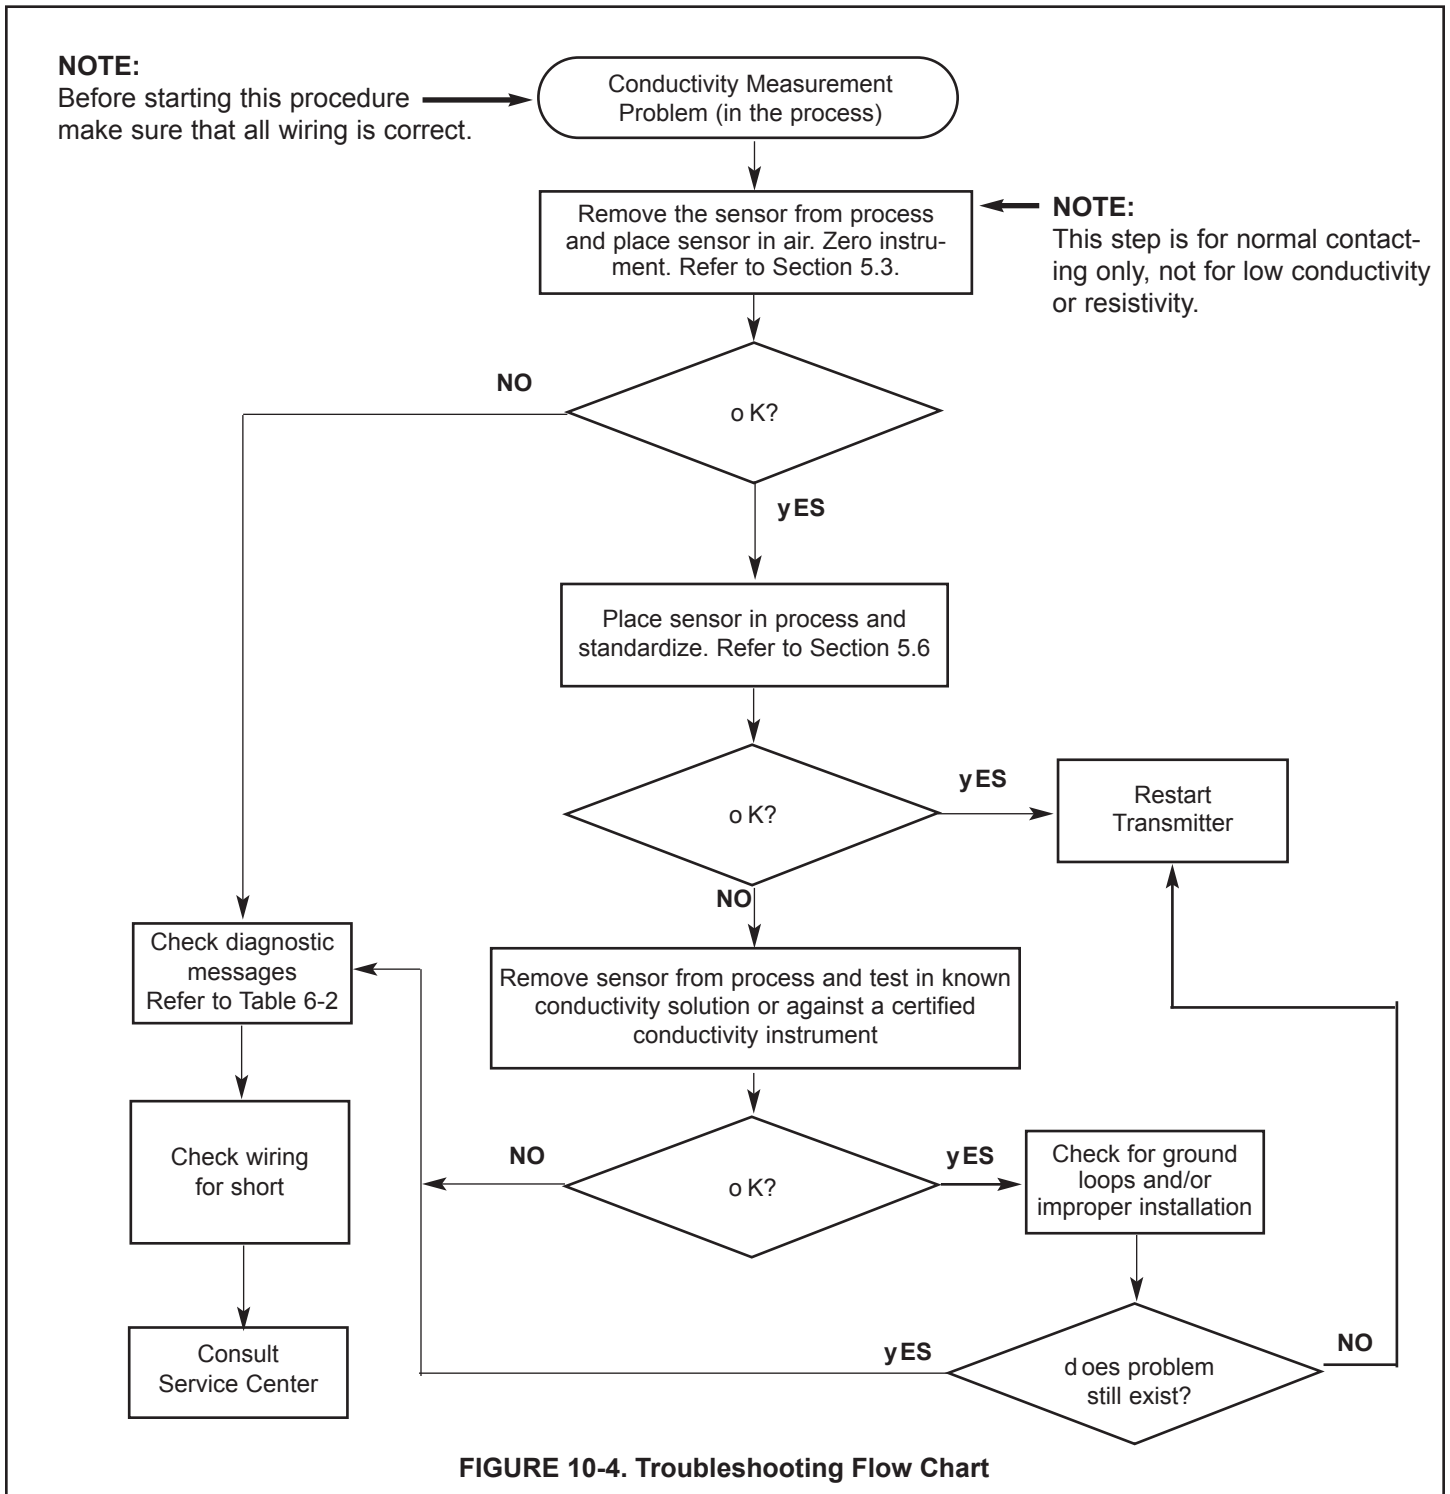 NOTE:
Before starting this procedure
make sure that all wiring is correct.
Conductivity Measurement
Problem (in the process)
Remove the sensor from process
and place sensor in air. Zero instru-
ment. Refer to Section 5.3.
NOTE:
This step is for normal contact-
ing only, not for low conductivity
or resistivity.
NO
o K?
yES
Place sensor in process and
standardize. Refer to Section 5.6
o K?
yES
Restart
Transmitter
NO
Check diagnostic
messages
Refer to Table 6-2
Remove sensor from process and test in known
conductivity solution or against a certified
conductivity instrument
Check wiring
for short
NO
o K?
yES
Check for ground
loops and/or
improper installation
Consult
Service Center
yES
d oes problem
still exist?
NO
FIGURE 10-4. Troubleshooting Flow Chart